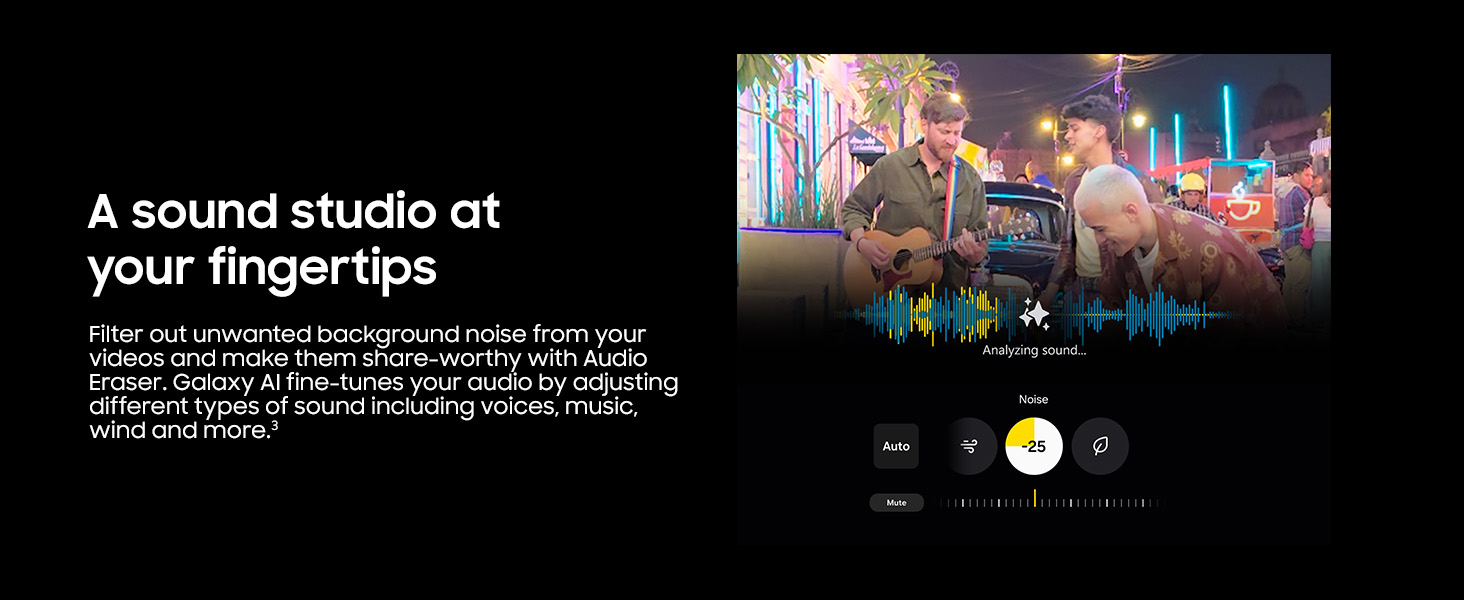 A sound studio at
your fingertips
Filter out unwanted background noise from your
videos and make them share-worthy with Audio
Eraser. Galaxy AI fine-tunes your audio by adjusting
different types of sound including voices, music,
wind and more.³
Analyzing sound...
Noise
Auto
-25
Mute